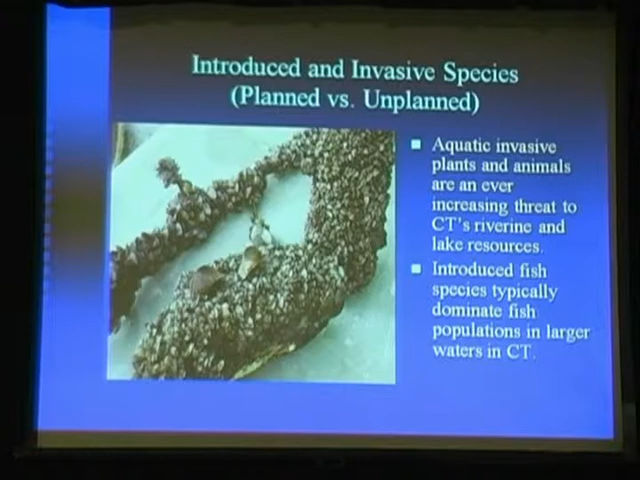 Introduced and Invasive Species
(Planned vs. Unplanned)
Aquatic invasive
plants and animals
are an ever
increasing threat to
CT's riverine and
lake resources.
Introduced fish
species typically
dominate fish
populations in larger
waters in CT.